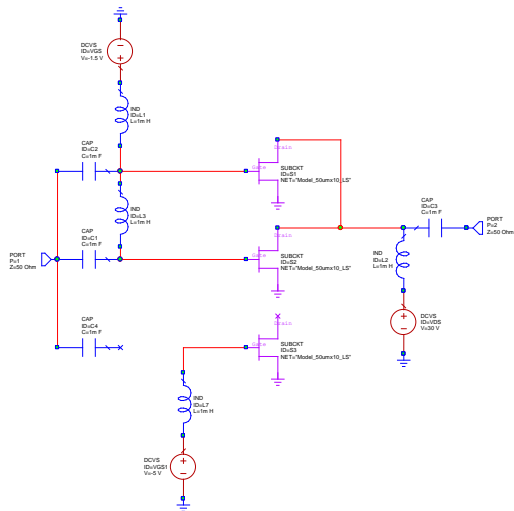 DCVS
ID=VGS
V=-1.5 V
IND
ID=L1
L=1m H
CAP
ID=C2
C=1m F
SUBCKT
ID=S1
NET="Model_50umx10_LS"
IND
ID=L3
L=1m H
CAP
ID=C1
C=1m F
PORT
P=1
Z=50 Ohm
SUBCKT
ID=S2
NET="Model_50umx10_LS"
CAP
ID=C3
C=1m F
PORT
P=2
Z=50 Ohm
IND
ID=L2
L=1m H
DCVS
ID=VDS
V=30 V
CAP
ID=C4
C=1m F
SUBCKT
ID=S3
NET="Model_50umx10_LS"
IND
ID=L7
L=1m H
DCVS
ID=VGS1
V=-5 V